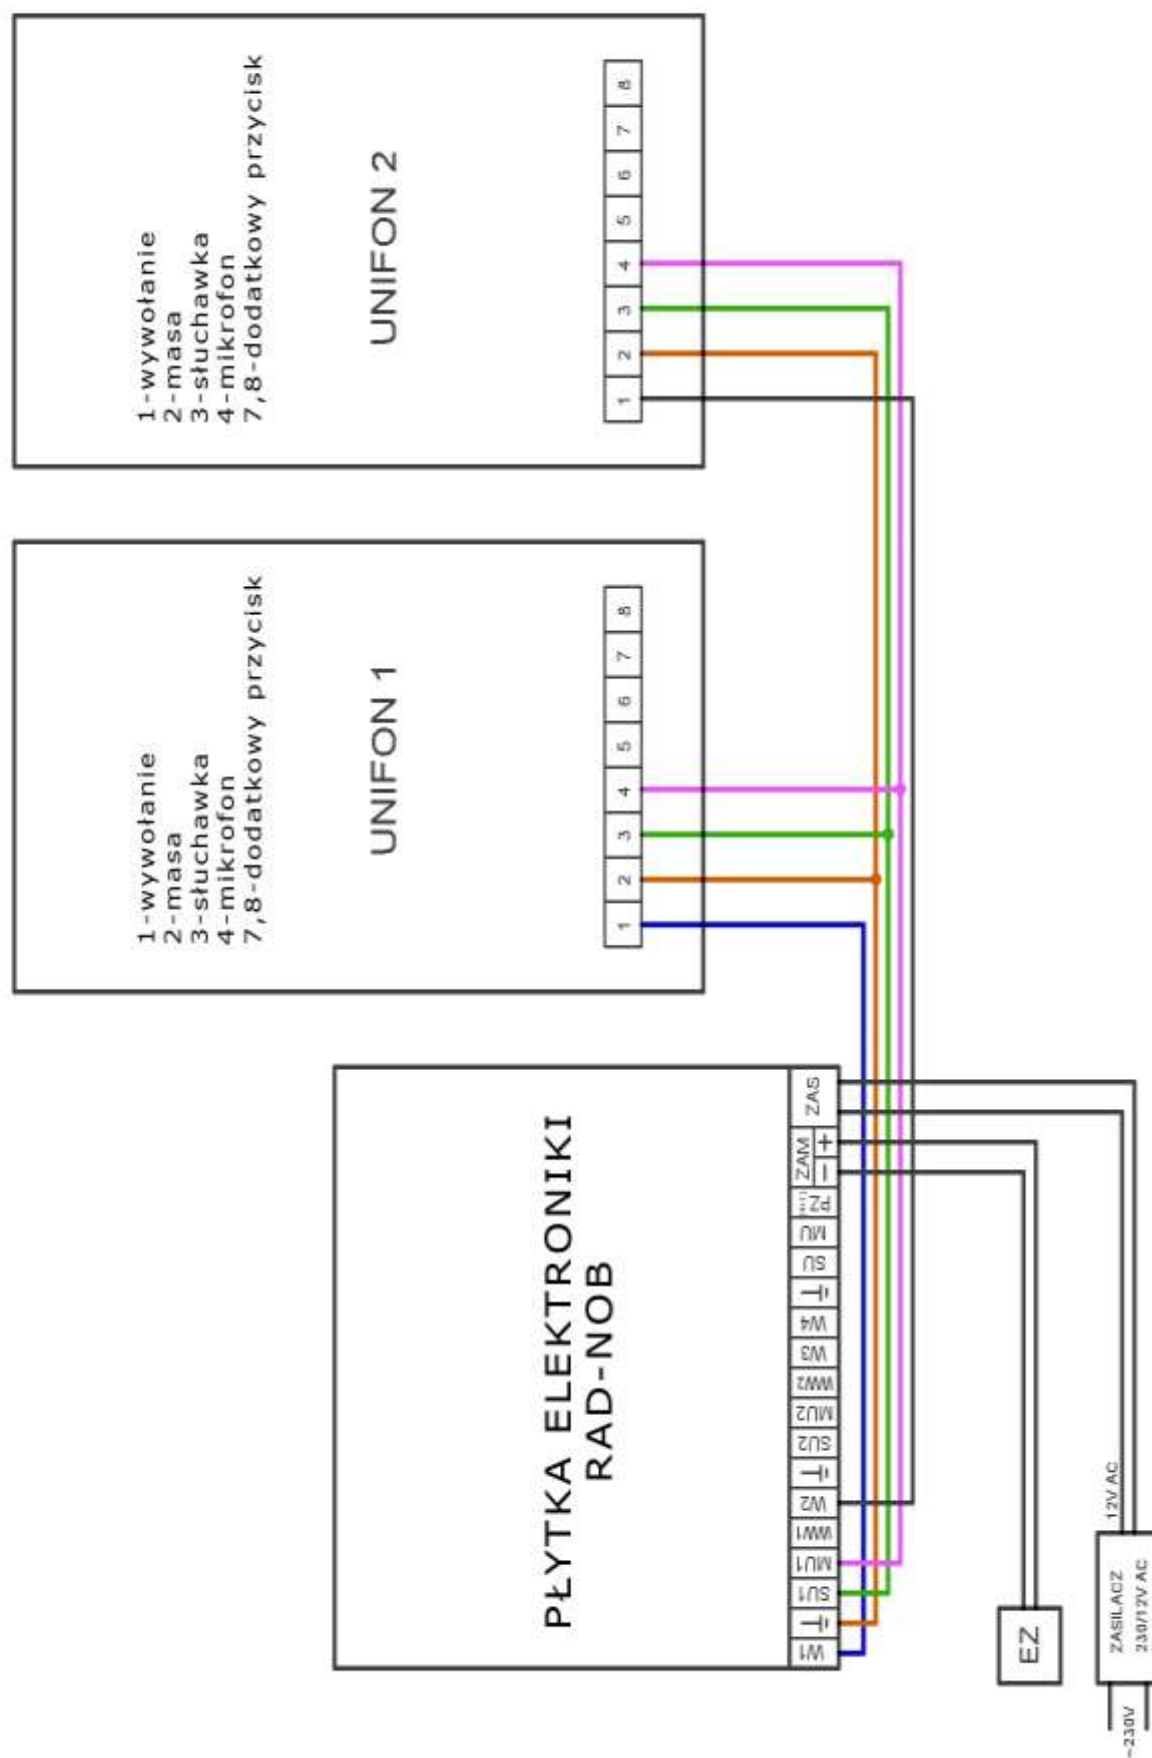 PŁYTKA ELEKTRONIKI
RAD-NOB
W1
SU1
MU1
WW1
W2
SU2
MU2
WW2
W3
W4
SU
MU
PZ
ZAM
- +
ZAS
UNIFON 1
1-wywołanie
2-masa
3-słuchawka
4-mikrofon
7,8-dodatkowy przycisk
1 2 3 4 5 6 7 8
UNIFON 2
1-wywołanie
2-masa
3-słuchawka
4-mikrofon
7,8-dodatkowy przycisk
1 2 3 4 5 6 7 8
EZ
~230V
ZASILACZ
230/12V AC
12V AC